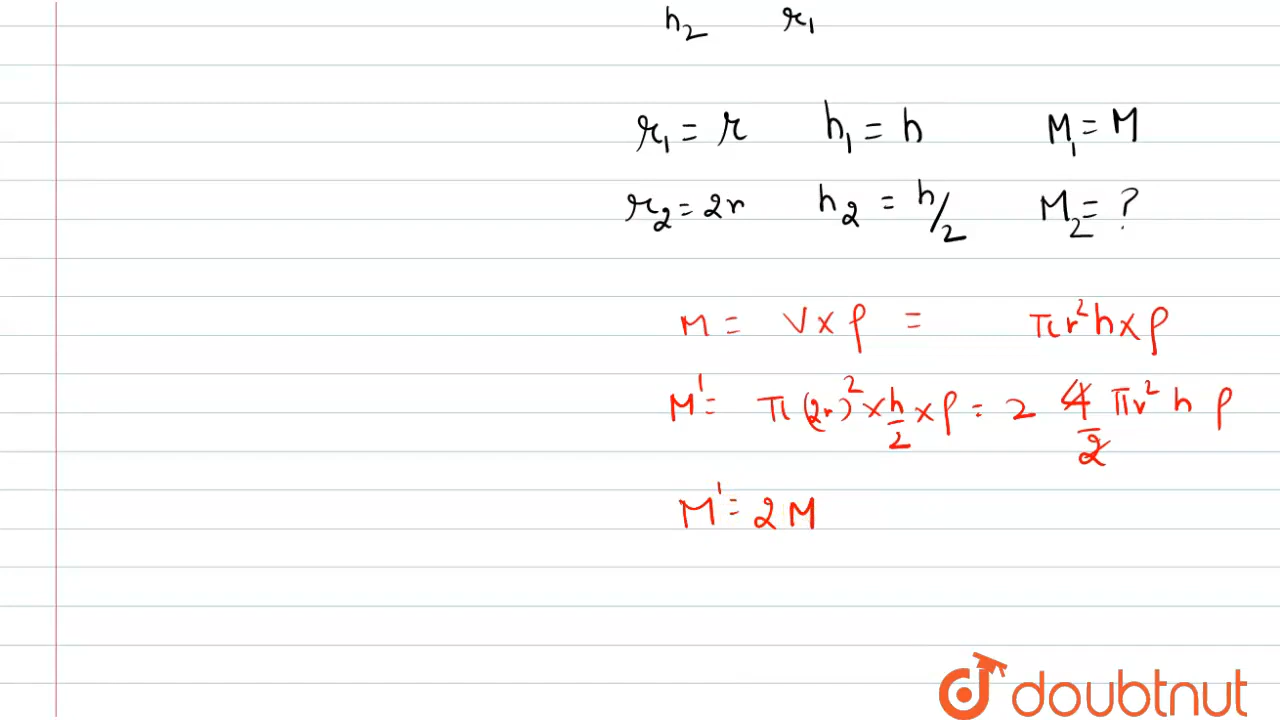 h₂ r₁
r₁ = r h₁ = h M₁ = M
r₂ = 2r h₂ = h/2 M₂ = ?
M = V × ρ = πr²h × ρ
M' = π(2r)² × h/2 × ρ = 2 4/2 πr² h ρ
M' = 2M
doubtnut